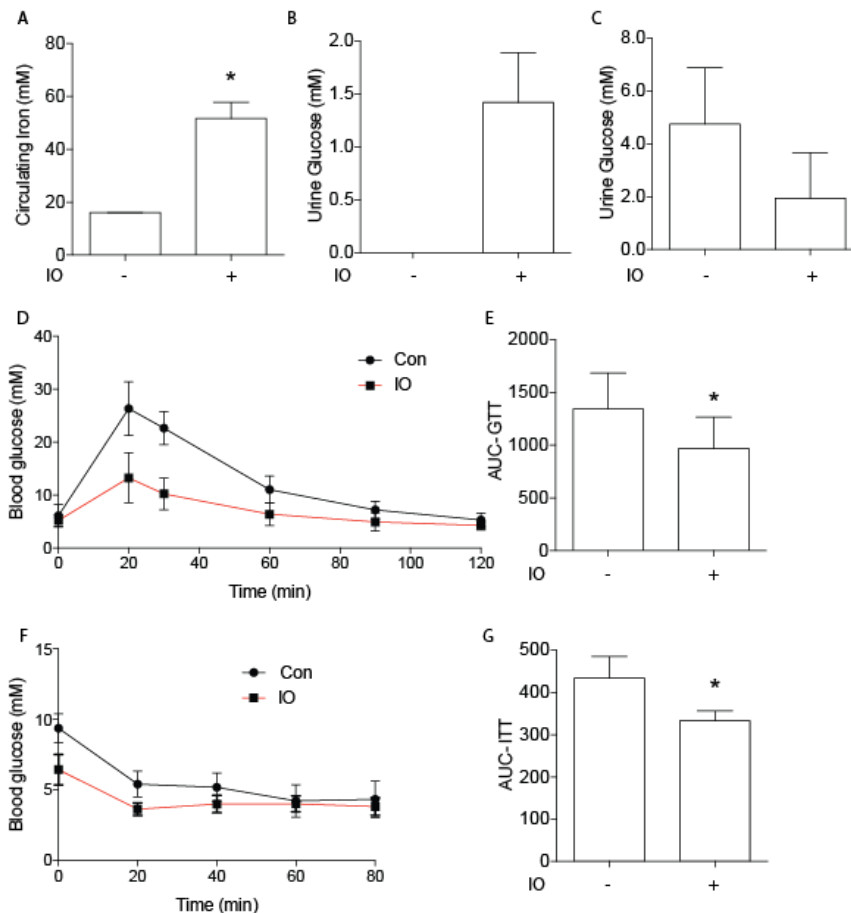 A
Circulating Iron (mM)
80
60
40
20
0
*
IO
-
+
B
Urine Glucose (mM)
2.0
1.5
1.0
0.5
0.0
IO
-
+
C
Urine Glucose (mM)
8.0
6.0
4.0
2.0
0.0
IO
-
+
D
Blood glucose (mM)
40
30
20
10
0
Con
IO
0 20 40 60 80 100 120
Time (min)
E
AUC-GTT
2000
1500
1000
500
0
*
IO
-
+
F
Blood glucose (mM)
15
10
5
0
Con
IO
0 20 40 60 80
Time (min)
G
AUC-ITT
500
400
300
200
100
0
*
IO
-
+